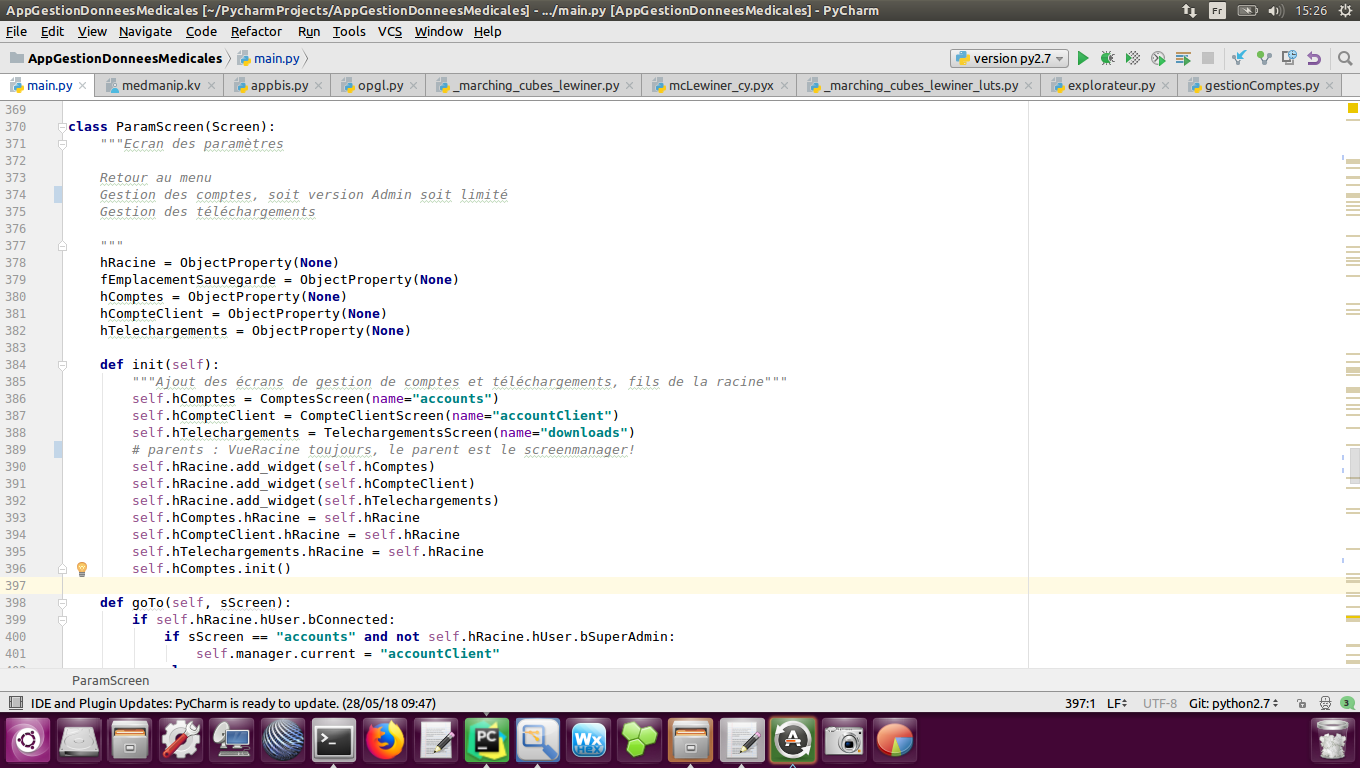 AppGestionDonneesMedicales [~/PycharmProjects/AppGestionDonneesMedicales] - .../main.py [AppGestionDonneesMedicales] - PyCharm
Fr
15:26
File Edit View Navigate Code Refactor Run Tools VCS Window Help
AppGestionDonneesMedicales main.py
version py2.7
main.py medmanip.kv appbis.py opgl.py _marching_cubes_lewiner.py mcLewiner_cy.pyx _marching_cubes_lewiner_luts.py explorateur.py gestionComptes.py
369
370 class ParamScreen(Screen):
371 """Ecran des paramètres
372
373 Retour au menu
374 Gestion des comptes, soit version Admin soit limité
375 Gestion des téléchargements
376
377 """
378 hRacine = ObjectProperty(None)
379 fEmplacementSauvegarde = ObjectProperty(None)
380 hComptes = ObjectProperty(None)
381 hCompteClient = ObjectProperty(None)
382 hTelechargements = ObjectProperty(None)
383
384 def init(self):
385 """Ajout des écrans de gestion de comptes et téléchargements, fils de la racine"""
386 self.hComptes = ComptesScreen(name="accounts")
387 self.hCompteClient = CompteClientScreen(name="accountClient")
388 self.hTelechargements = TelechargementsScreen(name="downloads")
389 # parents : VueRacine toujours, le parent est le screenmanager!
390 self.hRacine.add_widget(self.hComptes)
391 self.hRacine.add_widget(self.hCompteClient)
392 self.hRacine.add_widget(self.hTelechargements)
393 self.hComptes.hRacine = self.hRacine
394 self.hCompteClient.hRacine = self.hRacine
395 self.hTelechargements.hRacine = self.hRacine
396 self.hComptes.init()
397
398 def goTo(self, sScreen):
399 if self.hRacine.hUser.bConnected:
400 if sScreen == "accounts" and not self.hRacine.hUser.bSuperAdmin:
401 self.manager.current = "accountClient"
ParamScreen
IDE and Plugin Updates: PyCharm is ready to update. (28/05/18 09:47)
397:1 LF UTF-8 Git: python2.7 3
PC
Wx
HEX
A